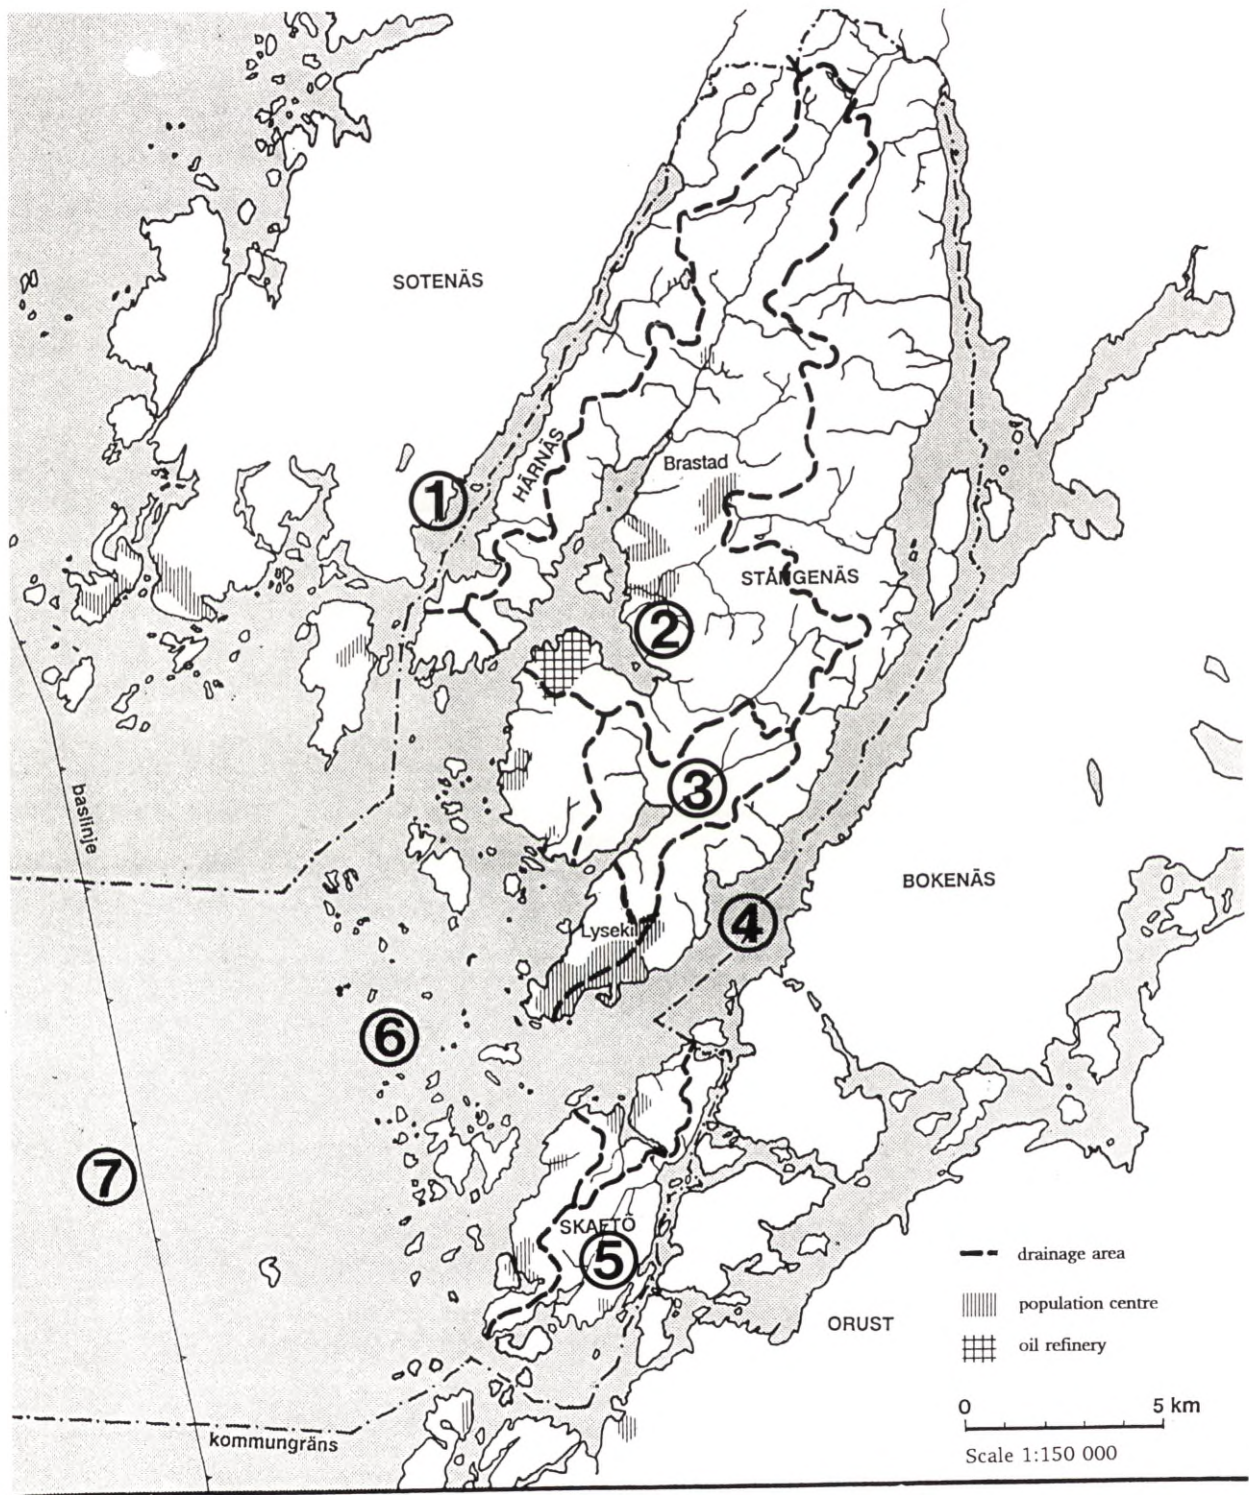 SOTENÄS
HÄRNÄS
Brastad
1
STÅNGENÄS
2
baslinje
3
BOKENÄS
4
Lysekil
6
7
SKAFTÖ
5
drainage area
population centre
ORUST
oil refinery
0 5 km
kommungräns
Scale 1:150 000